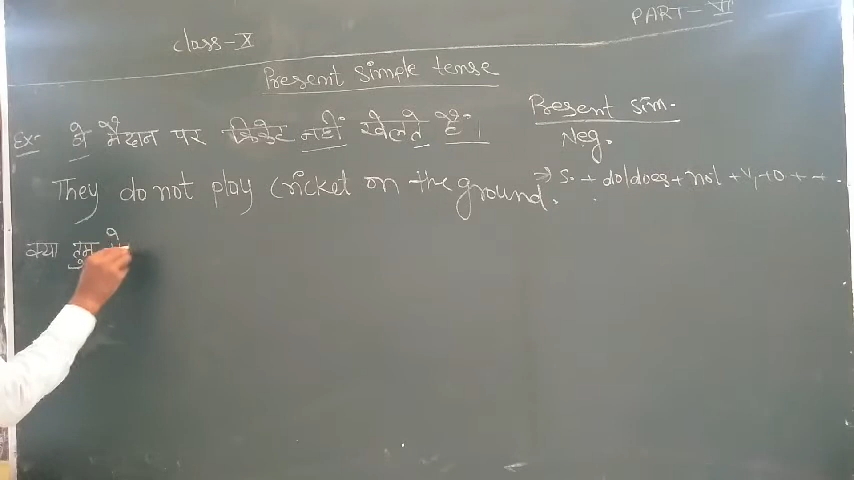 PART-VII
class-X
Present simple tense
Ex- वे मैदान पर क्रिकेट नहीं खेलते हैं।
They do not play cricket on the ground.
Present sim.
Neg.
→ S. + do/does + not + V₁ + O + - .
क्या तुम